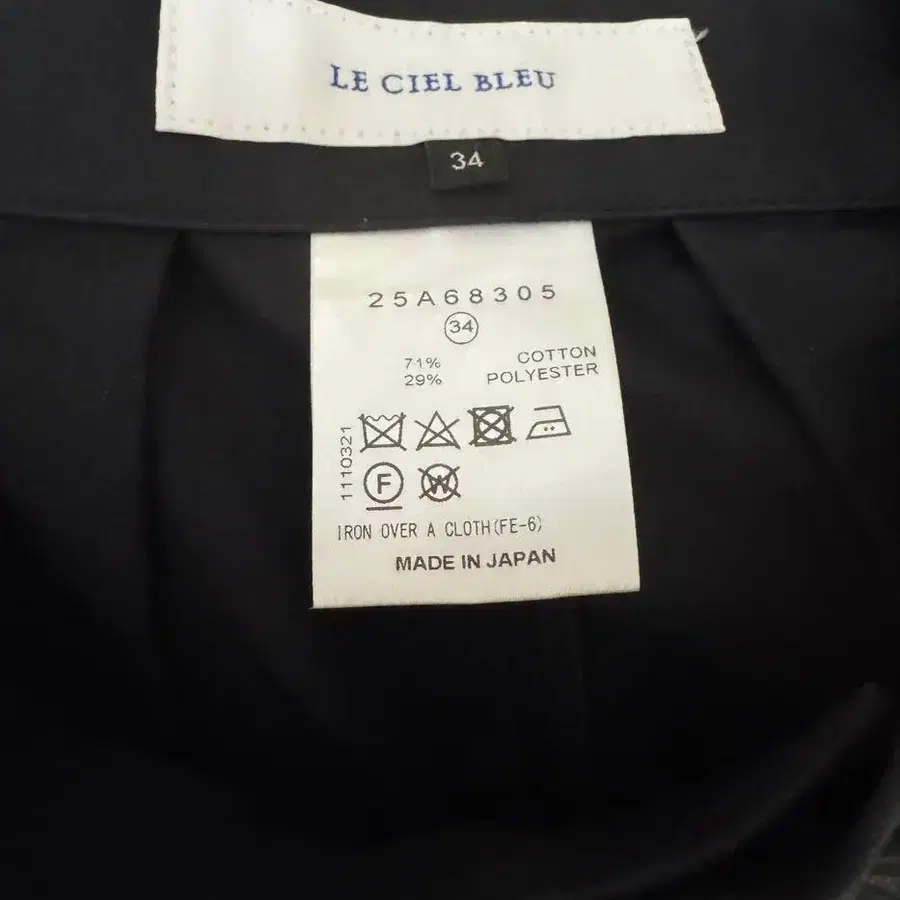 LE CIEL BLEU
34
25A68305
34
71% COTTON
29% POLYESTER
1110321
F W
IRON OVER A CLOTH(FE-6)
MADE IN JAPAN